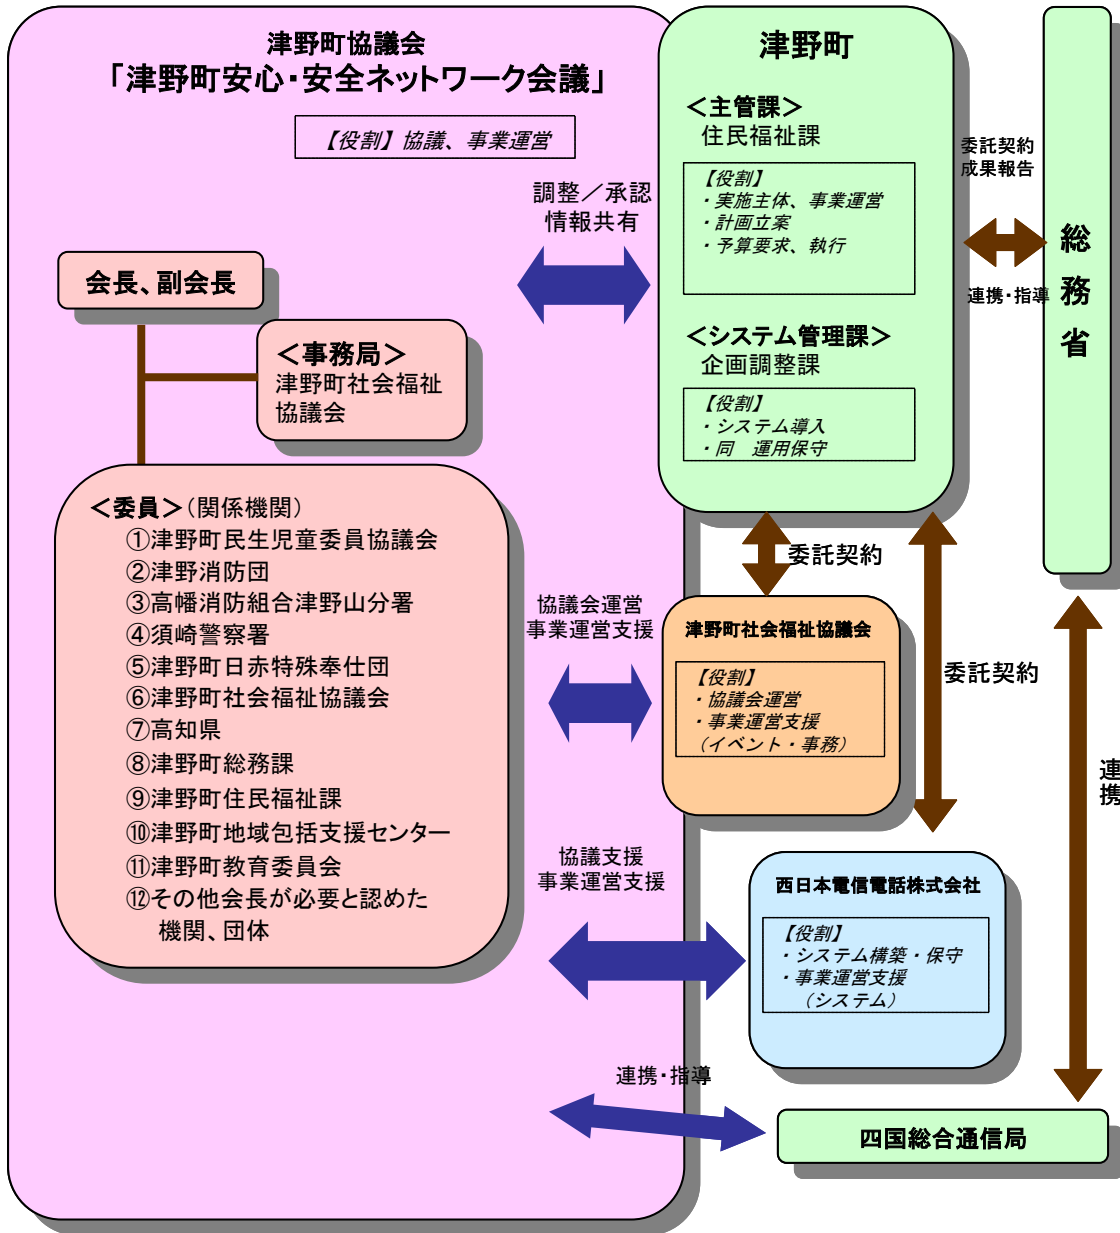 津野町協議会
「津野町安心・安全ネットワーク会議」
【役割】協議、事業運営
調整／承認
情報共有
会長、副会長
＜事務局＞
津野町社会福祉
協議会
＜委員＞（関係機関）
①津野町民生児童委員協議会
②津野消防団
③高幡消防組合津野山分署
④須崎警察署
⑤津野町日赤特殊奉仕団
⑥津野町社会福祉協議会
⑦高知県
⑧津野町総務課
⑨津野町住民福祉課
⑩津野町地域包括支援センター
⑪津野町教育委員会
⑫その他会長が必要と認めた
機関、団体
協議会運営
事業運営支援
協議支援
事業運営支援
連携・指導
津野町
＜主管課＞
住民福祉課
【役割】
・実施主体、事業運営
・計画立案
・予算要求、執行
＜システム管理課＞
企画調整課
【役割】
・システム導入
・同　運用保守
委託契約
成果報告
連携・指導
総務省
委託契約
津野町社会福祉協議会
【役割】
・協議会運営
・事業運営支援
（イベント・事務）
委託契約
連携
西日本電信電話株式会社
【役割】
・システム構築・保守
・事業運営支援
（システム）
四国総合通信局